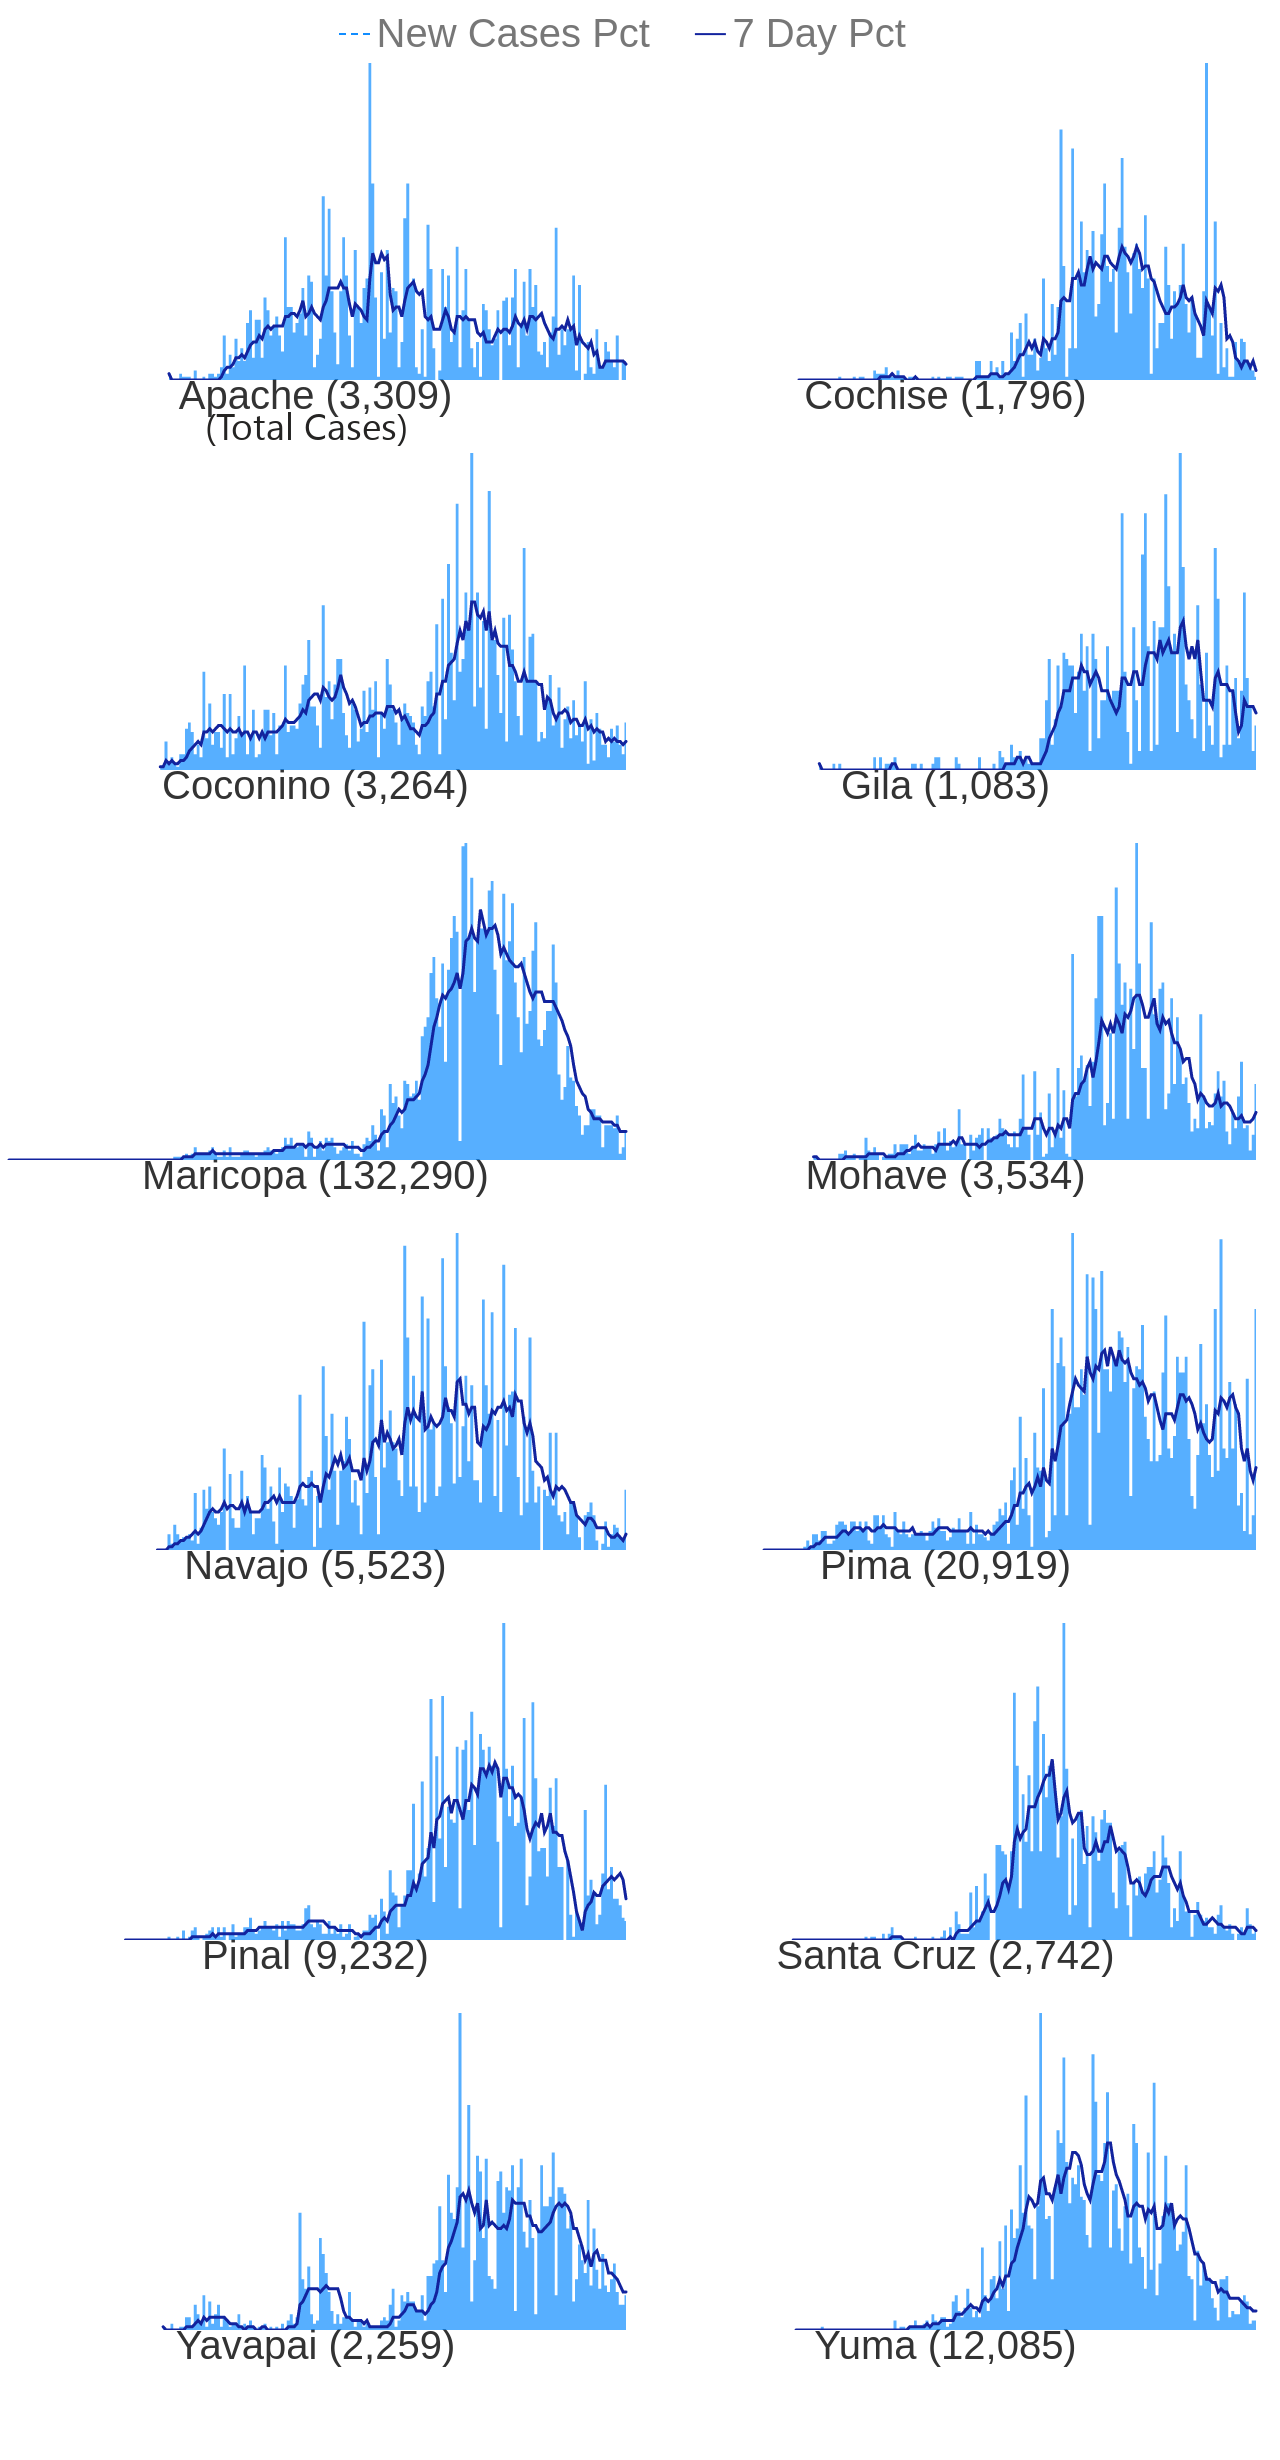 New Cases Pct 7 Day Pct
Apache (3,309) Cochise (1,796)
(Total Cases)
Coconino (3,264) Gila (1,083)
Maricopa (132,290) Mohave (3,534)
Navajo (5,523) Pima (20,919)
Pinal (9,232) Santa Cruz (2,742)
Yavapai (2,259) Yuma (12,085)